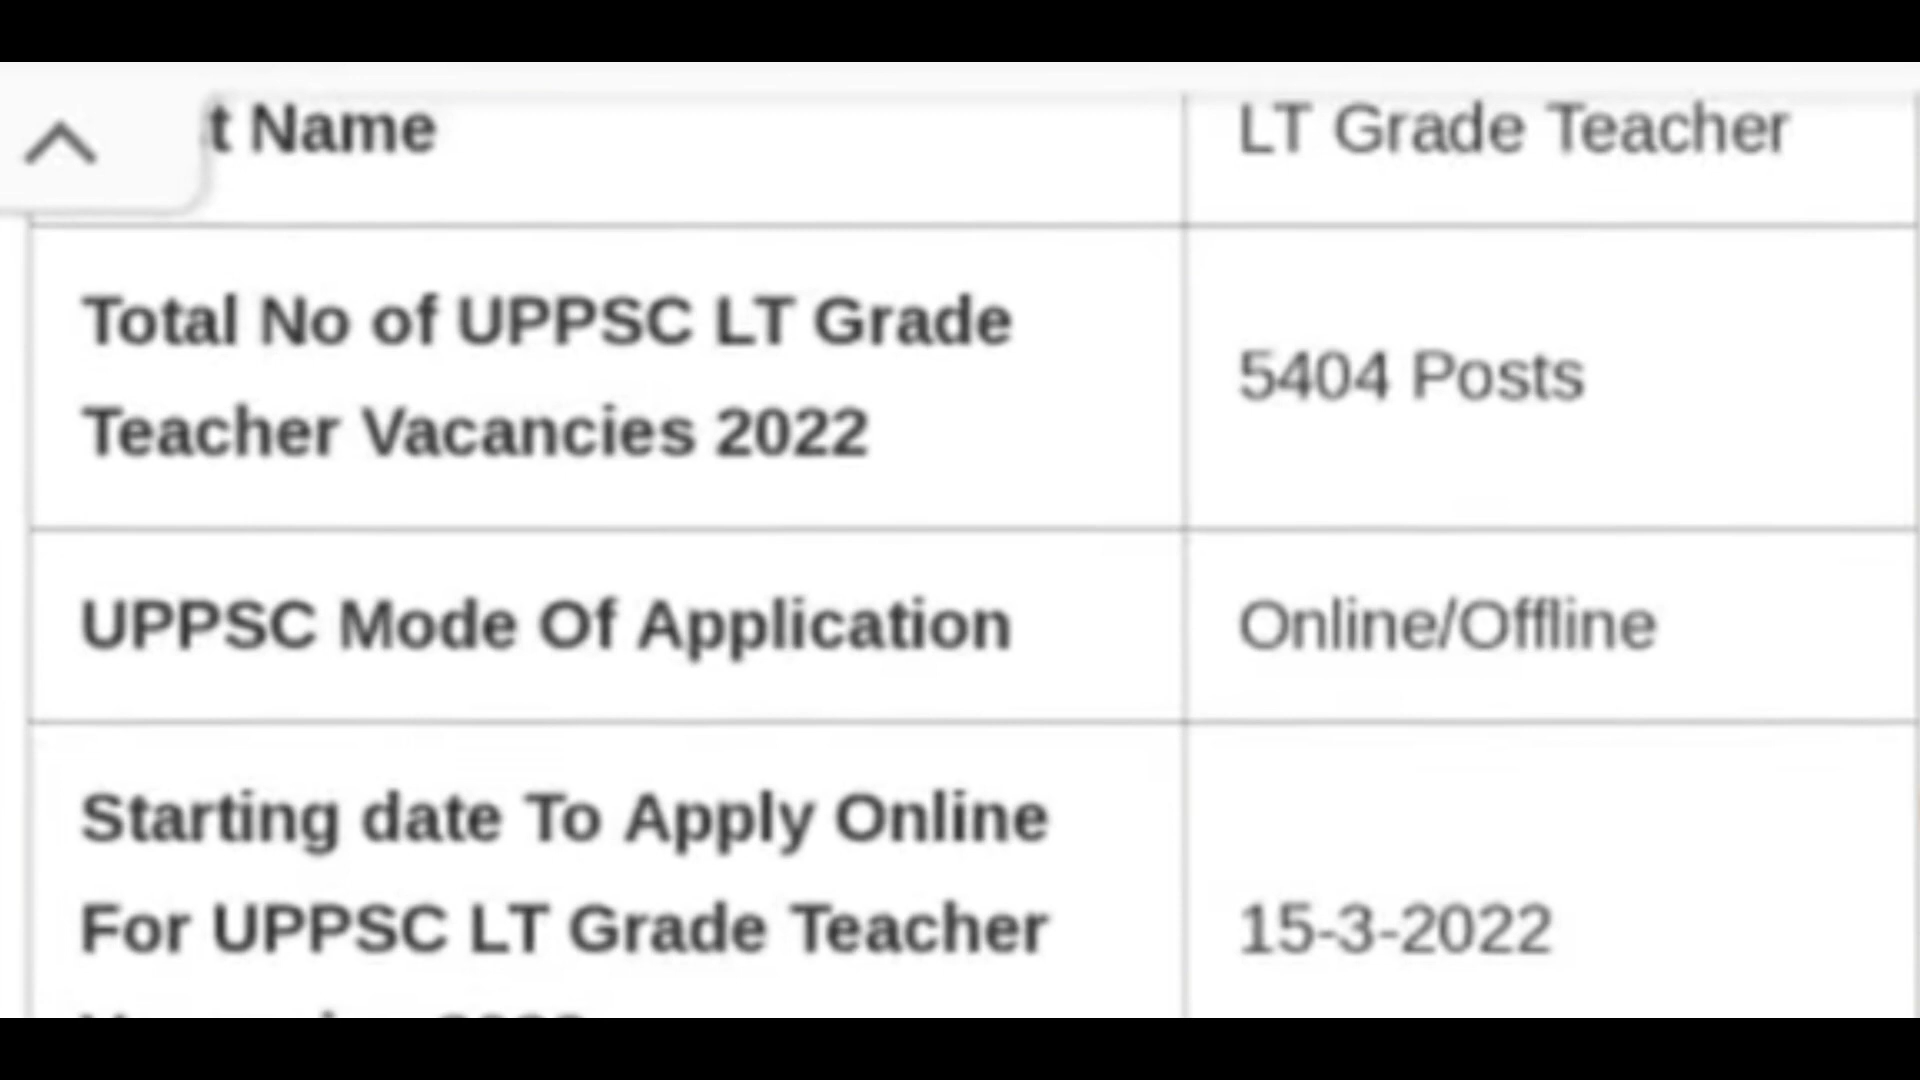 t Name
LT Grade Teacher
Total No of UPPSC LT Grade
Teacher Vacancies 2022
5404 Posts
UPPSC Mode Of Application
Online/Offline
Starting date To Apply Online
For UPPSC LT Grade Teacher
15-3-2022